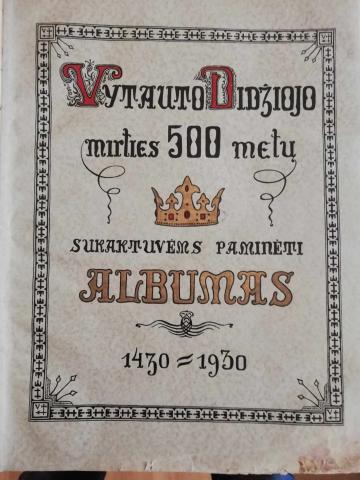 Vytauto Didžiojo
mirties 500 metų
sukaktuvėms paminėti
Albumas
1430=1930